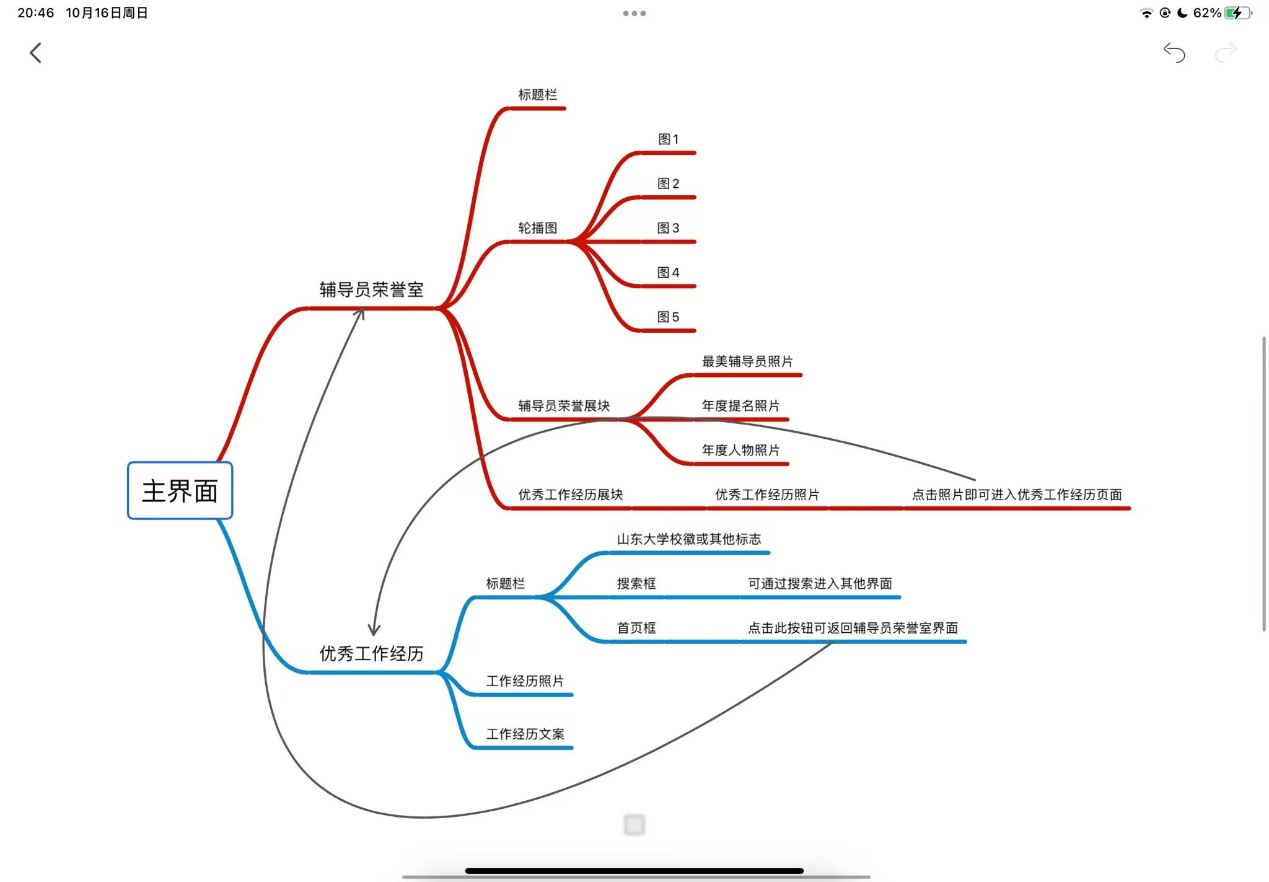 20:46 10月16日周日
62%
标题栏
图1
图2
轮播图
图3
图4
图5
辅导员荣誉室
最美辅导员照片
辅导员荣誉展块
年度提名照片
年度人物照片
主界面
优秀工作经历展块
优秀工作经历照片
点击照片即可进入优秀工作经历页面
山东大学校徽或其他标志
标题栏
搜索框
可通过搜索进入其他界面
首页框
点击此按钮可返回辅导员荣誉室界面
优秀工作经历
工作经历照片
工作经历文案